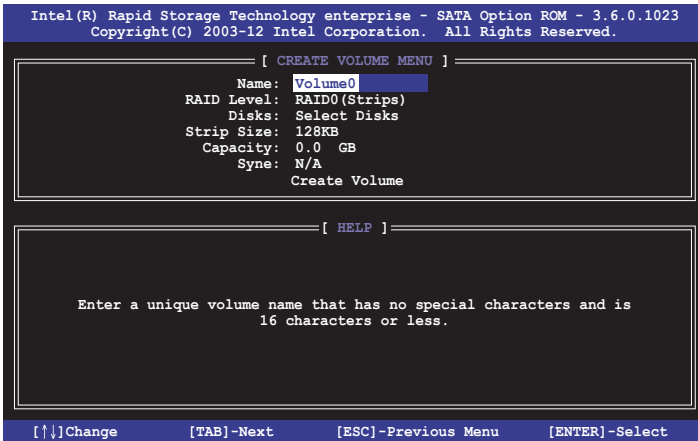 Intel(R) Rapid Storage Technology enterprise - SATA Option ROM - 3.6.0.1023
Copyright(C) 2003-12 Intel Corporation. All Rights Reserved.
[ CREATE VOLUME MENU ]
Name: Volume0
RAID Level: RAID0(Strips)
Disks: Select Disks
Strip Size: 128KB
Capacity: 0.0 GB
Syne: N/A
Create Volume
[ HELP ]
Enter a unique volume name that has no special characters and is
16 characters or less.
[↑↓]Change [TAB]-Next [ESC]-Previous Menu [ENTER]-Select